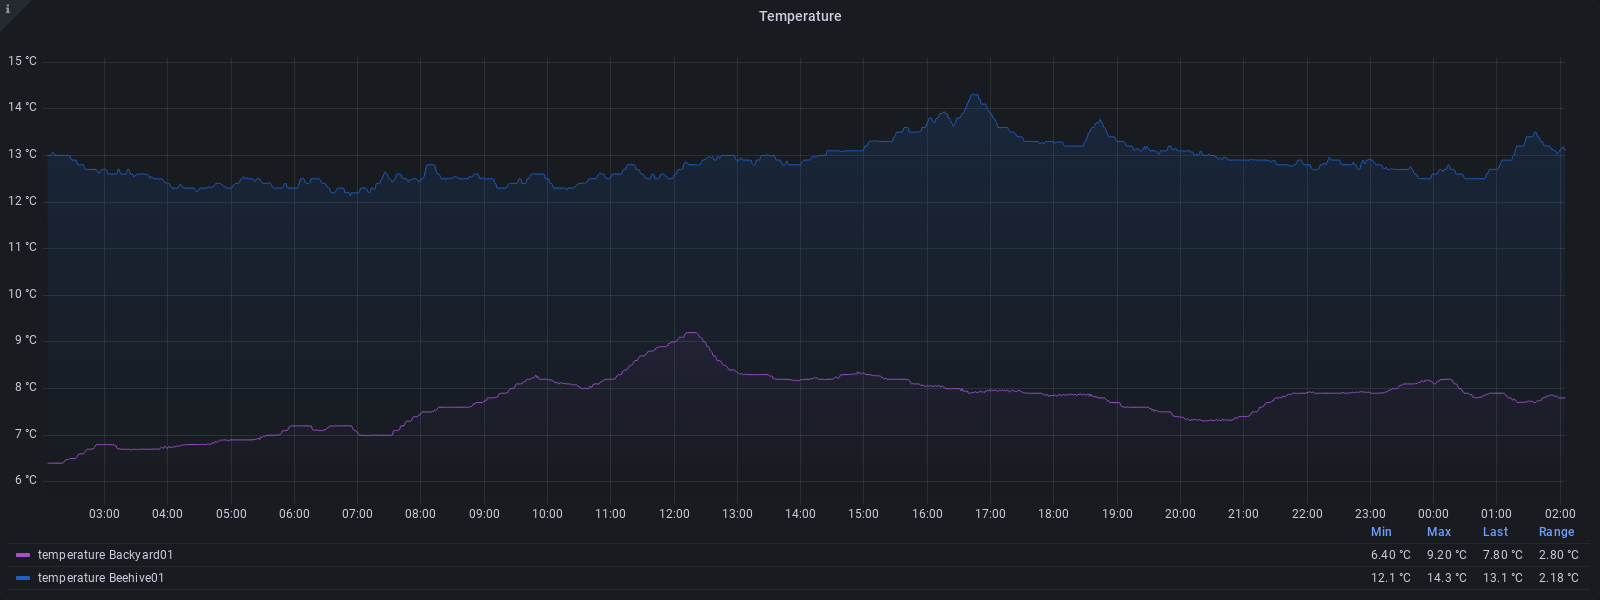 i
Temperature
15 °C
14 °C
13 °C
12 °C
11 °C
10 °C
9 °C
8 °C
7 °C
6 °C
03:00 04:00 05:00 06:00 07:00 08:00 09:00 10:00 11:00 12:00 13:00 14:00 15:00 16:00 17:00 18:00 19:00 20:00 21:00 22:00 23:00 00:00 01:00 02:00
Min Max Last Range
temperature Backyard01 6.40 °C 9.20 °C 7.80 °C 2.80 °C
temperature Beehive01 12.1 °C 14.3 °C 13.1 °C 2.18 °C